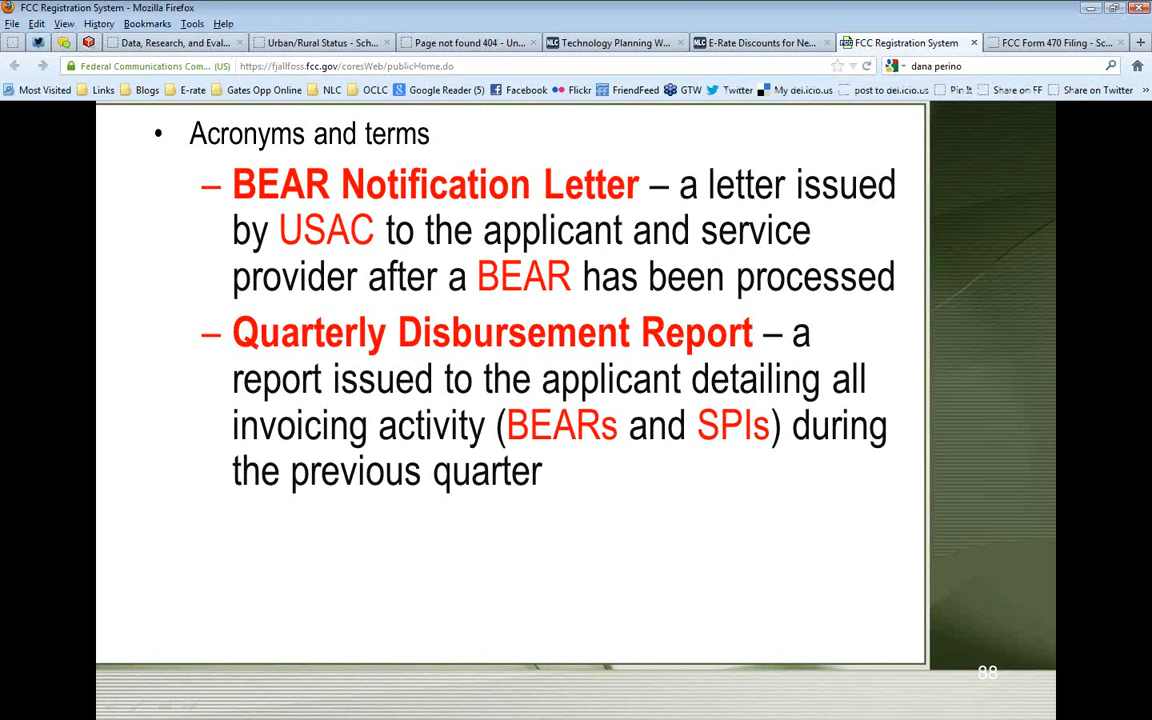 FCC Registration System - Mozilla Firefox
File Edit View History Bookmarks Tools Help
Data, Research, and Eval... × Urban/Rural Status - Sch... × Page not found 404 - Un... × NLC Technology Planning W... × NLC E-Rate Discounts for Ne... × FCC Registration System × FCC Form 470 Filing - Sc... × +
Federal Communications Com... (US) https://fjallfoss.fcc.gov/coresWeb/publicHome.do dana perino
Most Visited Links Blogs E-rate Gates Opp Online NLC OCLC Google Reader (5) Facebook Flickr FriendFeed GTW Twitter My del.icio.us post to del.icio.us Pin It Share on FF Share on Twitter »
• Acronyms and terms
– BEAR Notification Letter – a letter issued
by USAC to the applicant and service
provider after a BEAR has been processed
– Quarterly Disbursement Report – a
report issued to the applicant detailing all
invoicing activity (BEARs and SPIs) during
the previous quarter
88